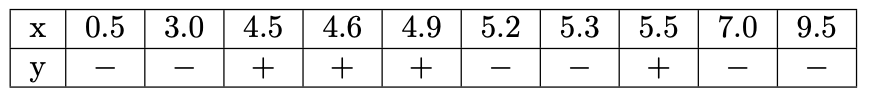 x 0.5 3.0 4.5 4.6 4.9 5.2 5.3 5.5 7.0 9.5
y − − + + + − − + − −